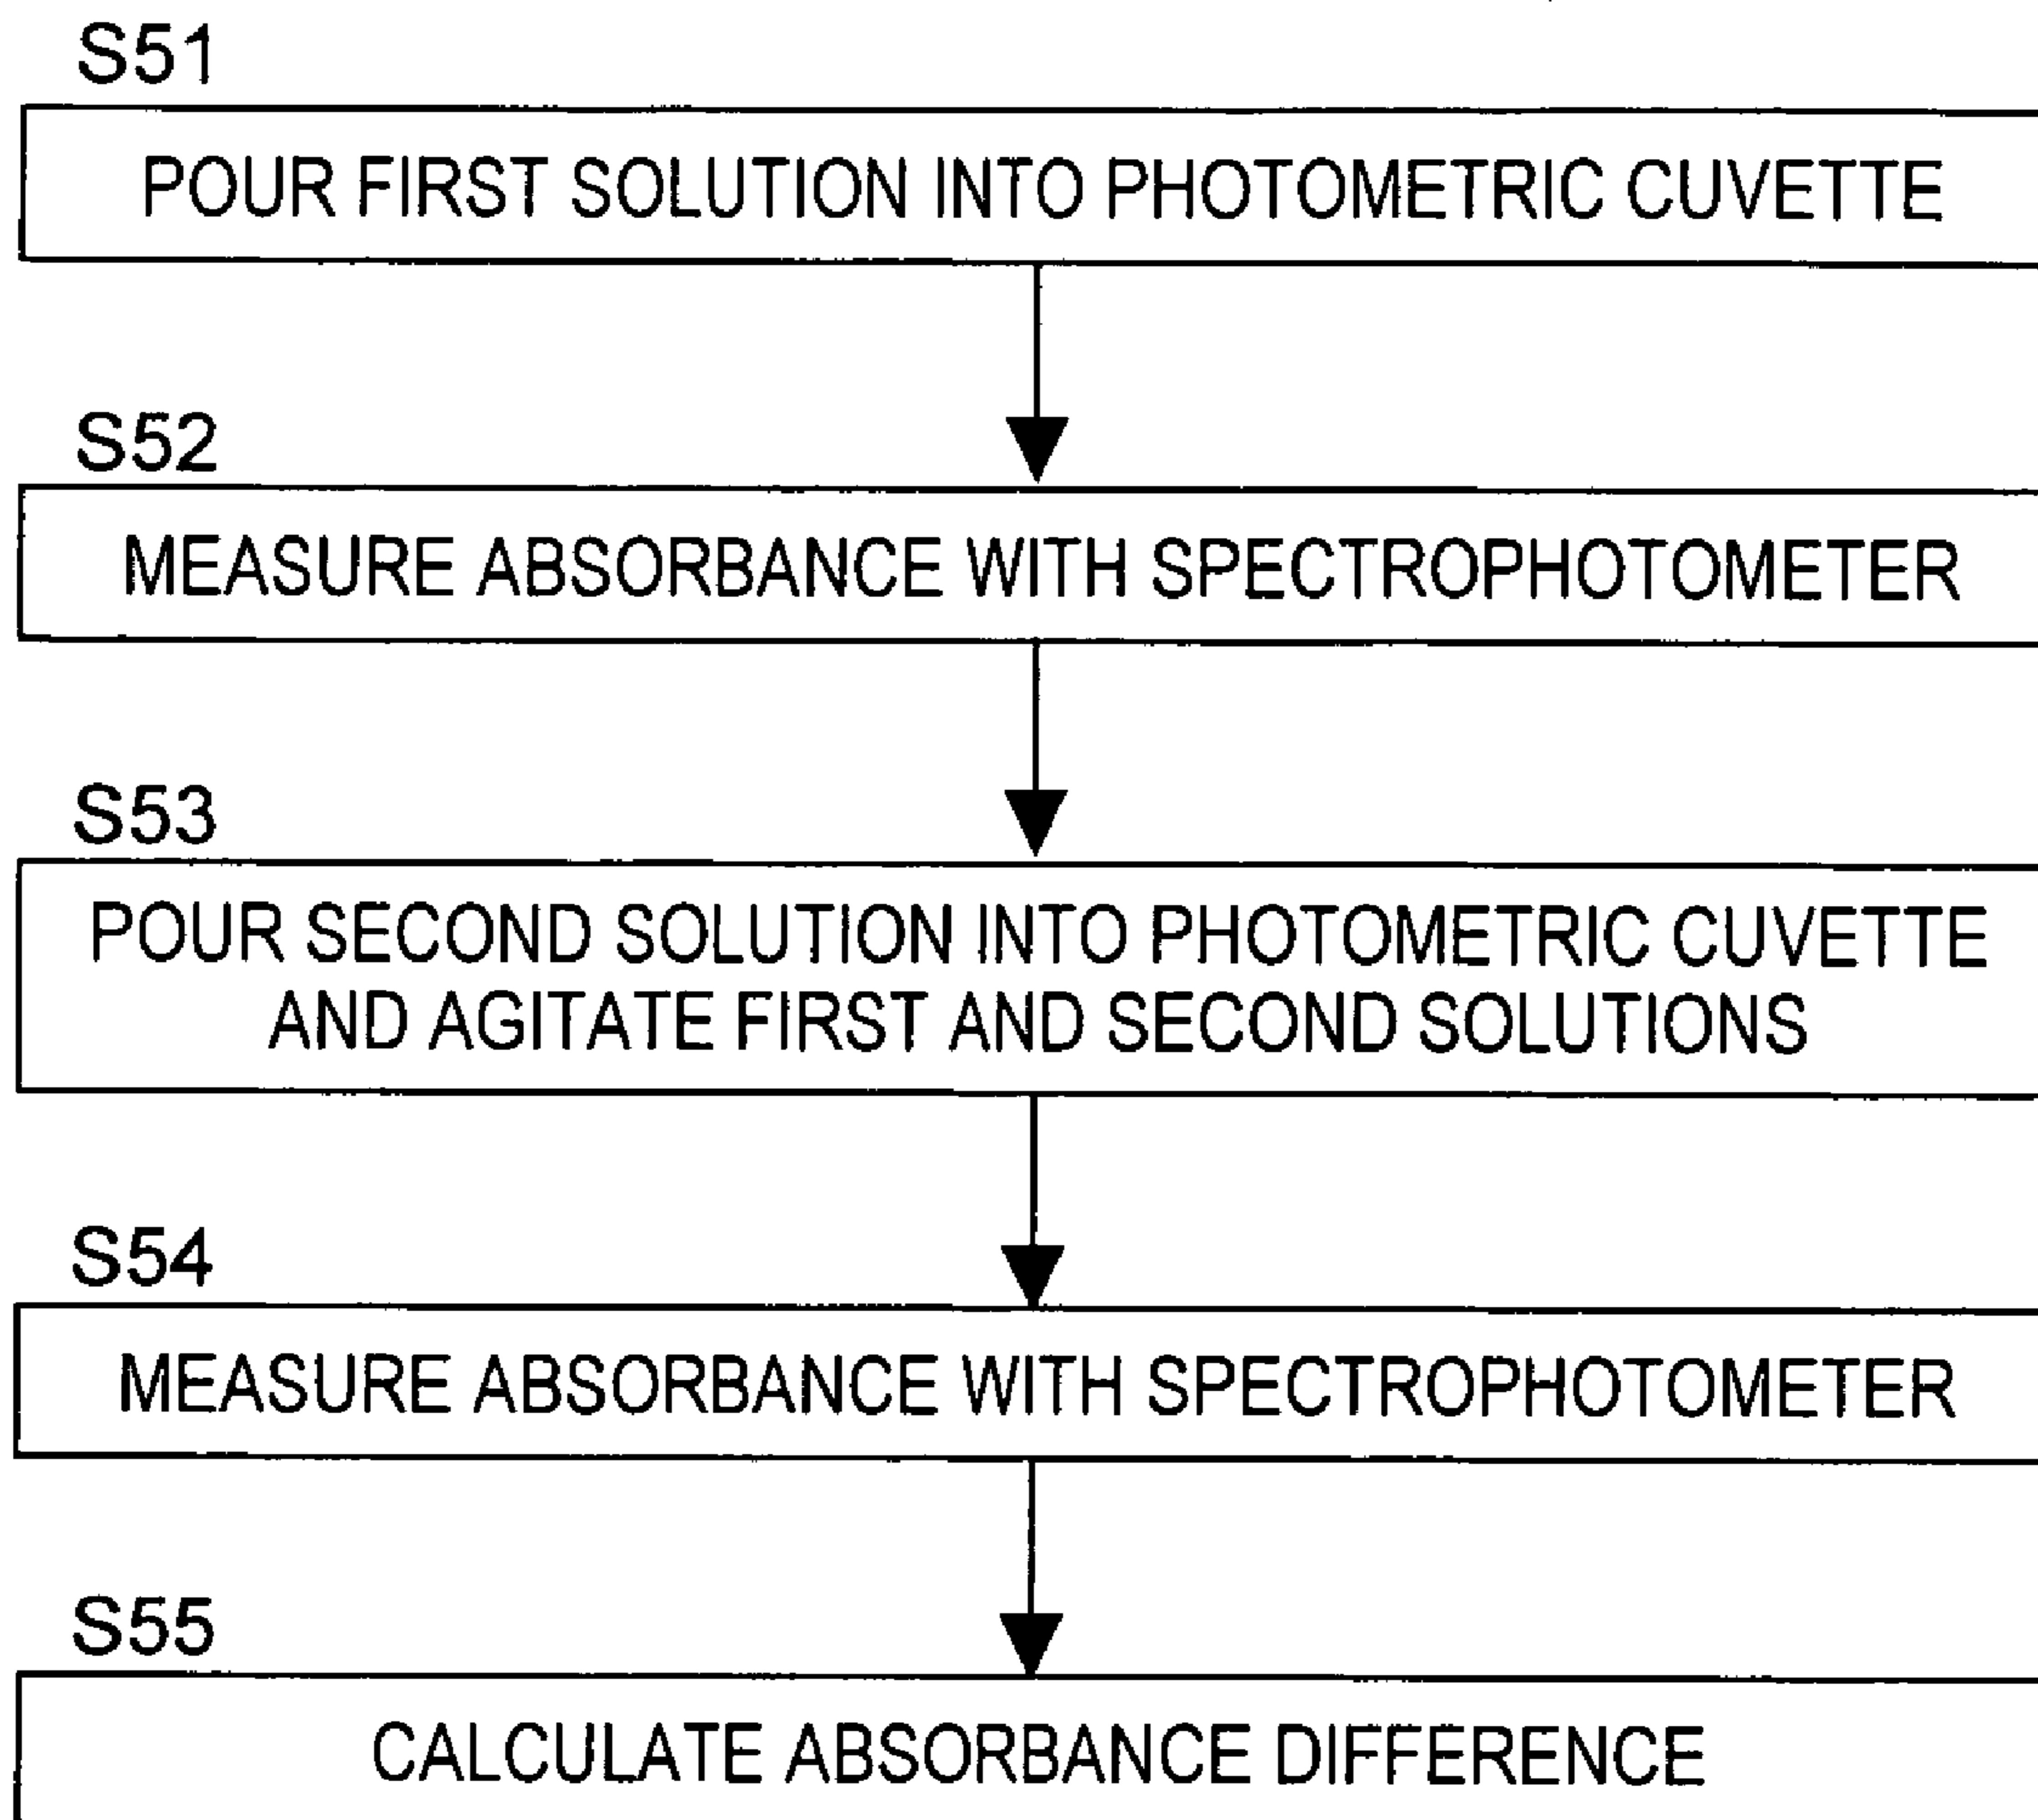 S51
POUR FIRST SOLUTION INTO PHOTOMETRIC CUVETTE
S52
MEASURE ABSORBANCE WITH SPECTROPHOTOMETER
S53
POUR SECOND SOLUTION INTO PHOTOMETRIC CUVETTE
AND AGITATE FIRST AND SECOND SOLUTIONS
S54
MEASURE ABSORBANCE WITH SPECTROPHOTOMETER
S55
CALCULATE ABSORBANCE DIFFERENCE